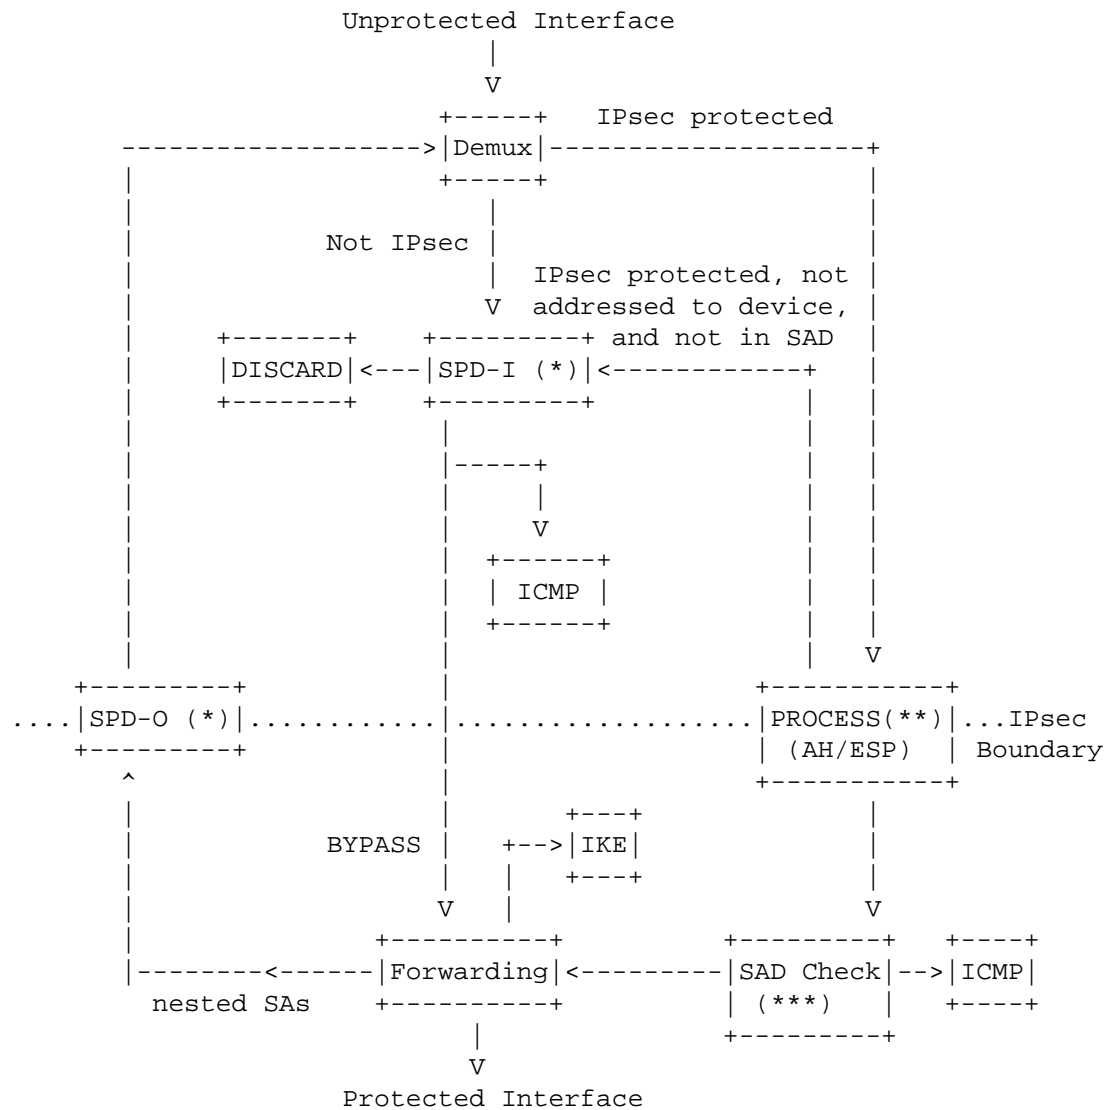 Unprotected Interface
|
V
+-----+ IPsec protected
------------------->|Demux|--------------------+
| +-----+ |
| | |
| Not IPsec | |
| | IPsec protected, not |
| V addressed to device, |
| +-------+ +---------+ and not in SAD |
| |DISCARD|<---|SPD-I (*)|<------------+ |
| +-------+ +---------+ | |
| | | |
| |-----+ | |
| | | | |
| | V | |
| | +------+ | |
| | | ICMP | | |
| | +------+ | |
| | | V
+---------+ | +-----------+
....|SPD-O (*)|............|...................|PROCESS(**)|...IPsec
+---------+ | | (AH/ESP) | Boundary
^ | +-----------+
| | +---+ |
| BYPASS | +-->|IKE| |
| | | +---+ |
| V | V
| +----------+ +---------+ +----+
|--------<------|Forwarding|<---------|SAD Check|-->|ICMP|
nested SAs +----------+ | (***) | +----+
| +---------+
V
Protected Interface